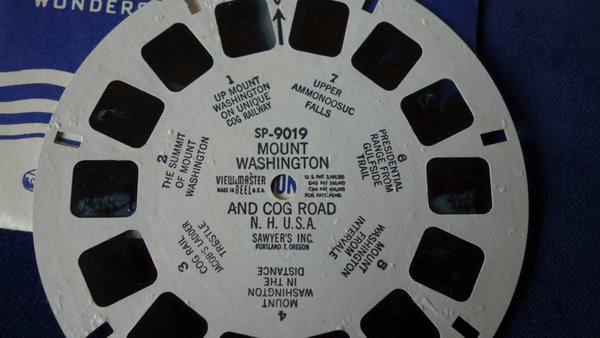 WONDERS
1
UP MOUNT
WASHINGTON
ON UNIQUE
COG RAILWAY
7
UPPER
AMMONOOSUC
FALLS
SP-9019
MOUNT
WASHINGTON
2
THE SUMMIT
OF MOUNT
WASHINGTON
6
PRESIDENTIAL
RANGE FROM
GULFSIDE
TRAIL
VIEW-MASTER
MADE IN REEL U.S.A.
AND COG ROAD
N. H. U.S.A.
SAWYER'S INC.
PORTLAND 7, OREGON
3
COG RAIL
JACOB'S LADDER
TRESTLE
MOUNT
WASHINGTON
FROM
INTERVALE
4
MOUNT
WASHINGTON
IN THE
DISTANCE